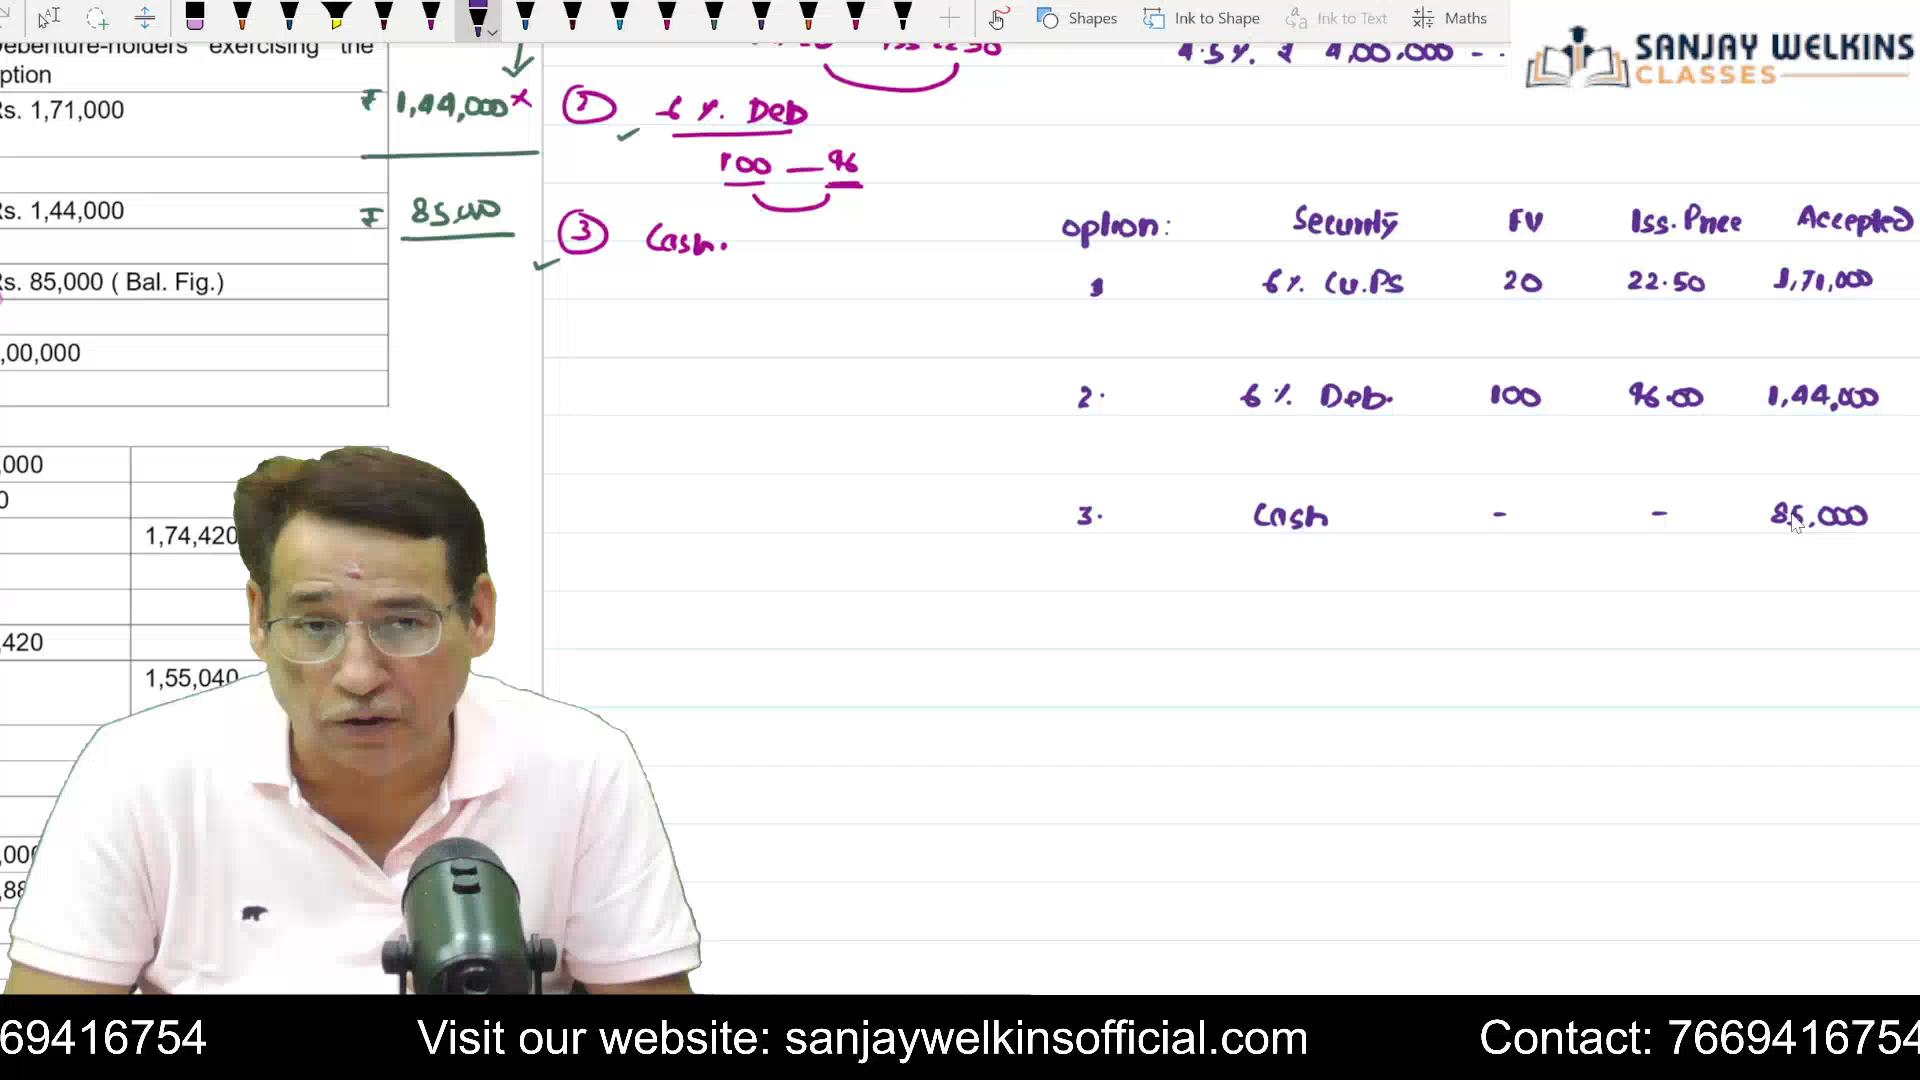 Shapes Ink to Shape Ink to Text Maths
SANJAY WELKINS
CLASSES
debenture-holders exercising the
ption
Rs. 1,71,000
Rs. 1,44,000
Rs. 85,000 ( Bal. Fig.)
,00,000
,000
0
1,74,420
,420
1,55,040
,000
,88
₹ 1,44,000 x
₹ 85,000
4.5% ₹ 4,00,000 - -
② 6 % Deb
100 — 96
③ Cash.
option: Security FV Iss. Price Accepted
1 6% Cu.Ps 20 22.50 1,71,000
2. 6 % Deb. 100 96.00 1,44,000
3. Cash - - 85,000
69416754 Visit our website: sanjaywelkinsofficial.com Contact: 7669416754